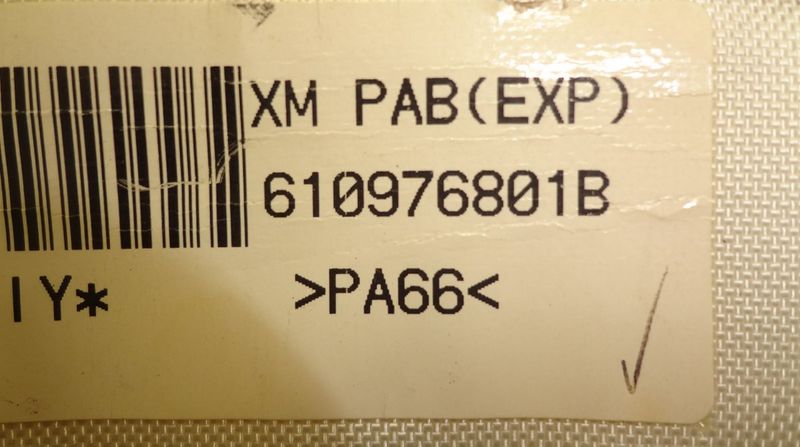 XM PAB(EXP)
610976801B
IY* >PA66<